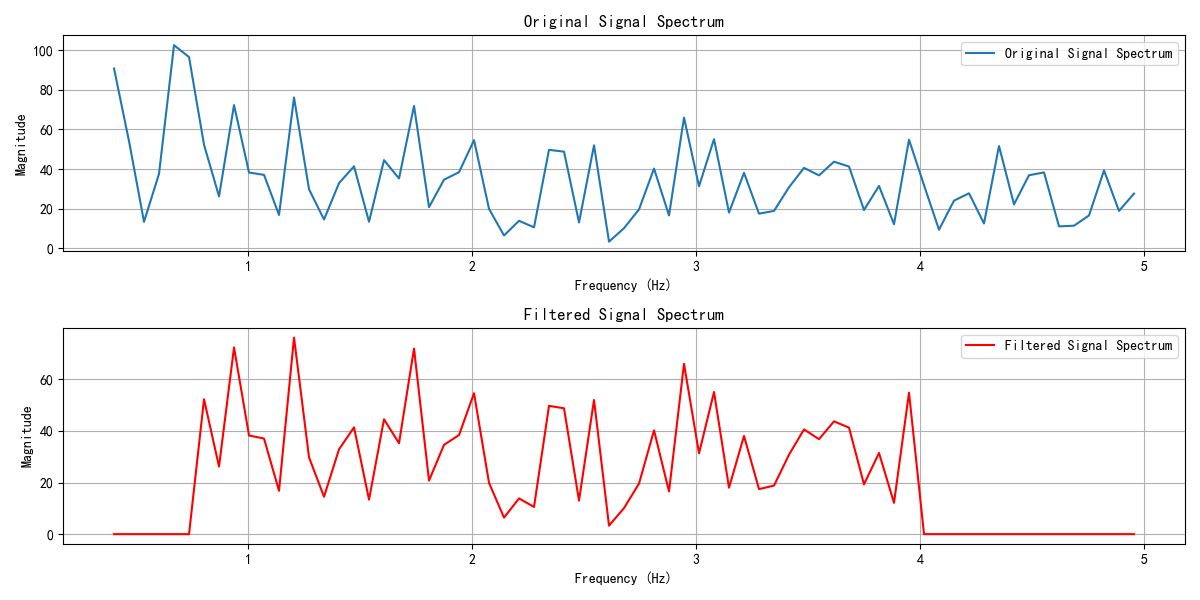 Original Signal Spectrum
Original Signal Spectrum
100
80
60
40
20
0
Magnitude
1 2 3 4 5
Frequency (Hz)
Filtered Signal Spectrum
Filtered Signal Spectrum
60
40
20
0
Magnitude
1 2 3 4 5
Frequency (Hz)